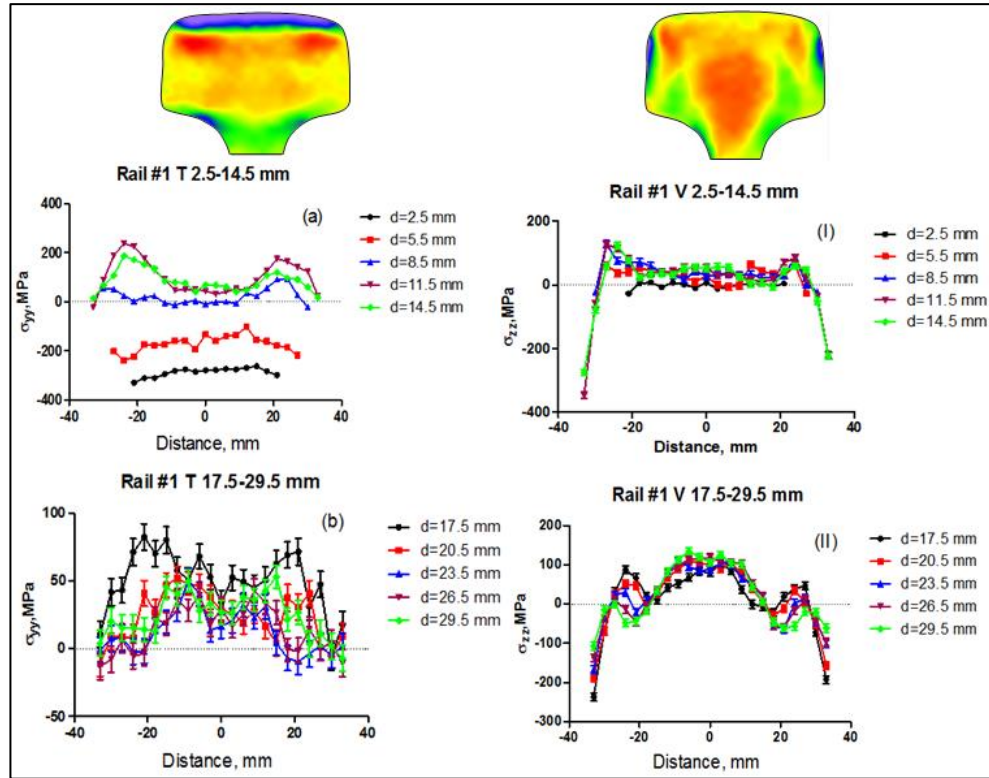 Rail #1 T 2.5-14.5 mm
(a)
σyy,MPa
400
200
0
-200
-400
-40
-20
0
20
40
Distance, mm
d=2.5 mm
d=5.5 mm
d=8.5 mm
d=11.5 mm
d=14.5 mm
Rail #1 V 2.5-14.5 mm
(I)
σzz,MPa
200
100
0
-100
-200
-300
-400
-40
-20
0
20
40
Distance, mm
d=2.5 mm
d=5.5 mm
d=8.5 mm
d=11.5 mm
d=14.5 mm
Rail #1 T 17.5-29.5 mm
(b)
σyy,MPa
100
50
0
-50
-40
-20
0
20
40
Distance, mm
d=17.5 mm
d=20.5 mm
d=23.5 mm
d=26.5 mm
d=29.5 mm
Rail #1 V 17.5-29.5 mm
(II)
σzz,MPa
200
100
0
-100
-200
-300
-40
-20
0
20
40
Distance, mm
d=17.5 mm
d=20.5 mm
d=23.5 mm
d=26.5 mm
d=29.5 mm